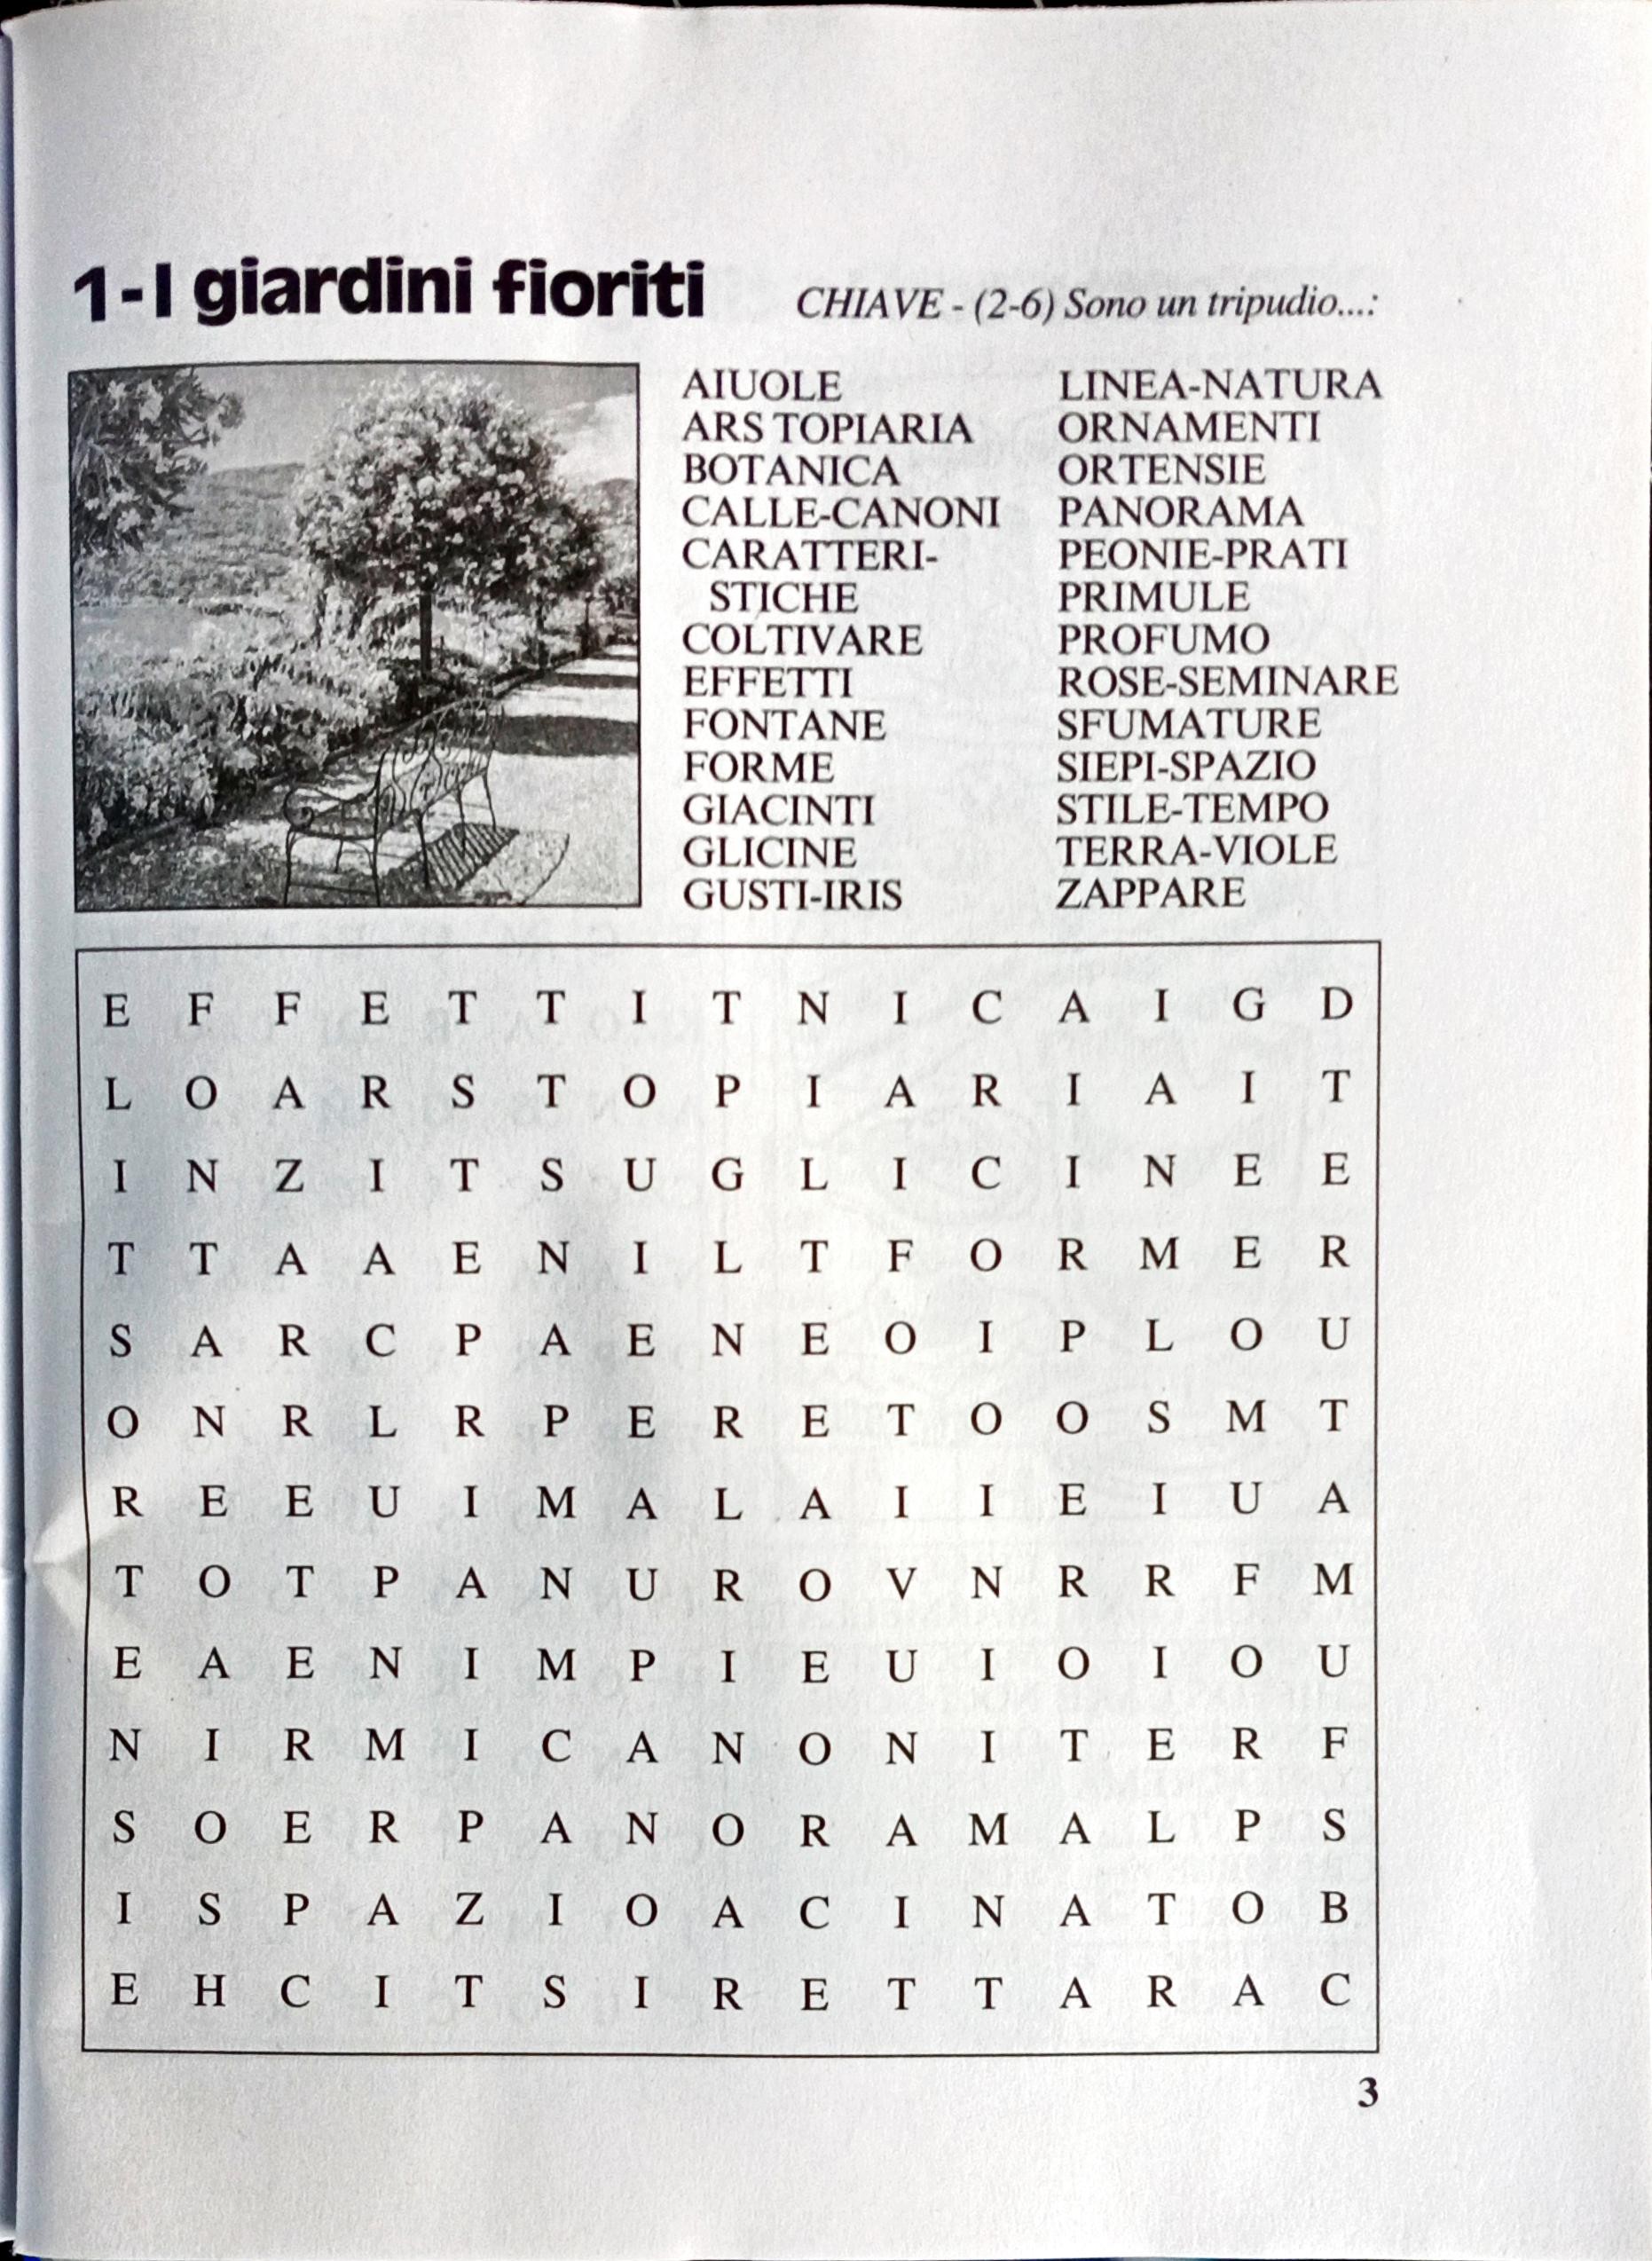 1-I giardini fioriti
CHIAVE - (2-6) Sono un tripudio...:
AIUOLE
ARS TOPIARIA
BOTANICA
CALLE-CANONI
CARATTERI-
STICHE
COLTIVARE
EFFETTI
FONTANE
FORME
GIACINTI
GLICINE
GUSTI-IRIS
LINEA-NATURA
ORNAMENTI
ORTENSIE
PANORAMA
PEONIE-PRATI
PRIMULE
PROFUMO
ROSE-SEMINARE
SFUMATURE
SIEPI-SPAZIO
STILE-TEMPO
TERRA-VIOLE
ZAPPARE
E F F E T T I T N I C A I G D
L O A R S T O P I A R I A I T
I N Z I T S U G L I C I N E E
T T A A E N I L T F O R M E R
S A R C P A E N E O I P L O U
O N R L R P E R E T O O S M T
R E E U I M A L A I I E I U A
T O T P A N U R O V N R R F M
E A E N I M P I E U I O I O U
N I R M I C A N O N I T E R F
S O E R P A N O R A M A L P S
I S P A Z I O A C I N A T O B
E H C I T S I R E T T A R A C
3